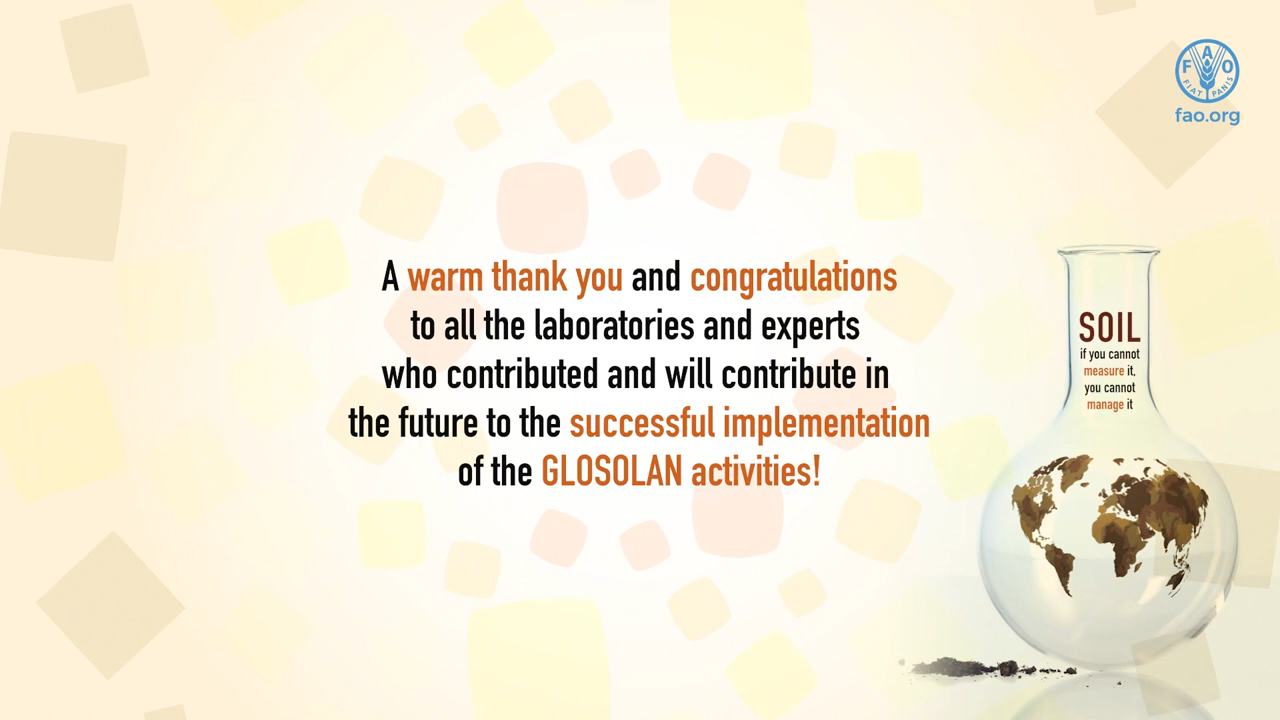 F A O
FIAT PANIS
fao.org
A warm thank you and congratulations
to all the laboratories and experts
who contributed and will contribute in
the future to the successful implementation
of the GLOSOLAN activities!
SOIL
if you cannot
measure it,
you cannot
manage it